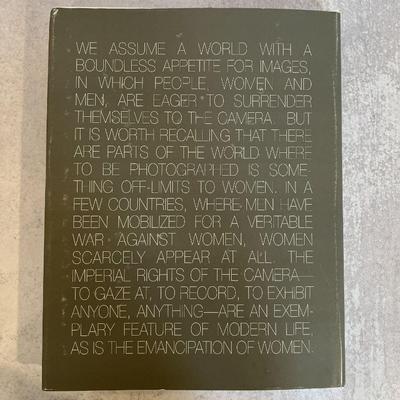 WE ASSUME A WORLD WITH A
BOUNDLESS APPETITE FOR IMAGES,
IN WHICH PEOPLE, WOMEN AND
MEN, ARE EAGER TO SURRENDER
THEMSELVES TO THE CAMERA. BUT
IT IS WORTH RECALLING THAT THERE
ARE PARTS OF THE WORLD WHERE
TO BE PHOTOGRAPHED IS SOME-
THING OFF-LIMITS TO WOMEN. IN A
FEW COUNTRIES, WHERE MEN HAVE
BEEN MOBILIZED FOR A VERITABLE
WAR AGAINST WOMEN, WOMEN
SCARCELY APPEAR AT ALL. THE
IMPERIAL RIGHTS OF THE CAMERA—
TO GAZE AT, TO RECORD, TO EXHIBIT
ANYONE, ANYTHING—ARE AN EXEM-
PLARY FEATURE OF MODERN LIFE,
AS IS THE EMANCIPATION OF WOMEN.